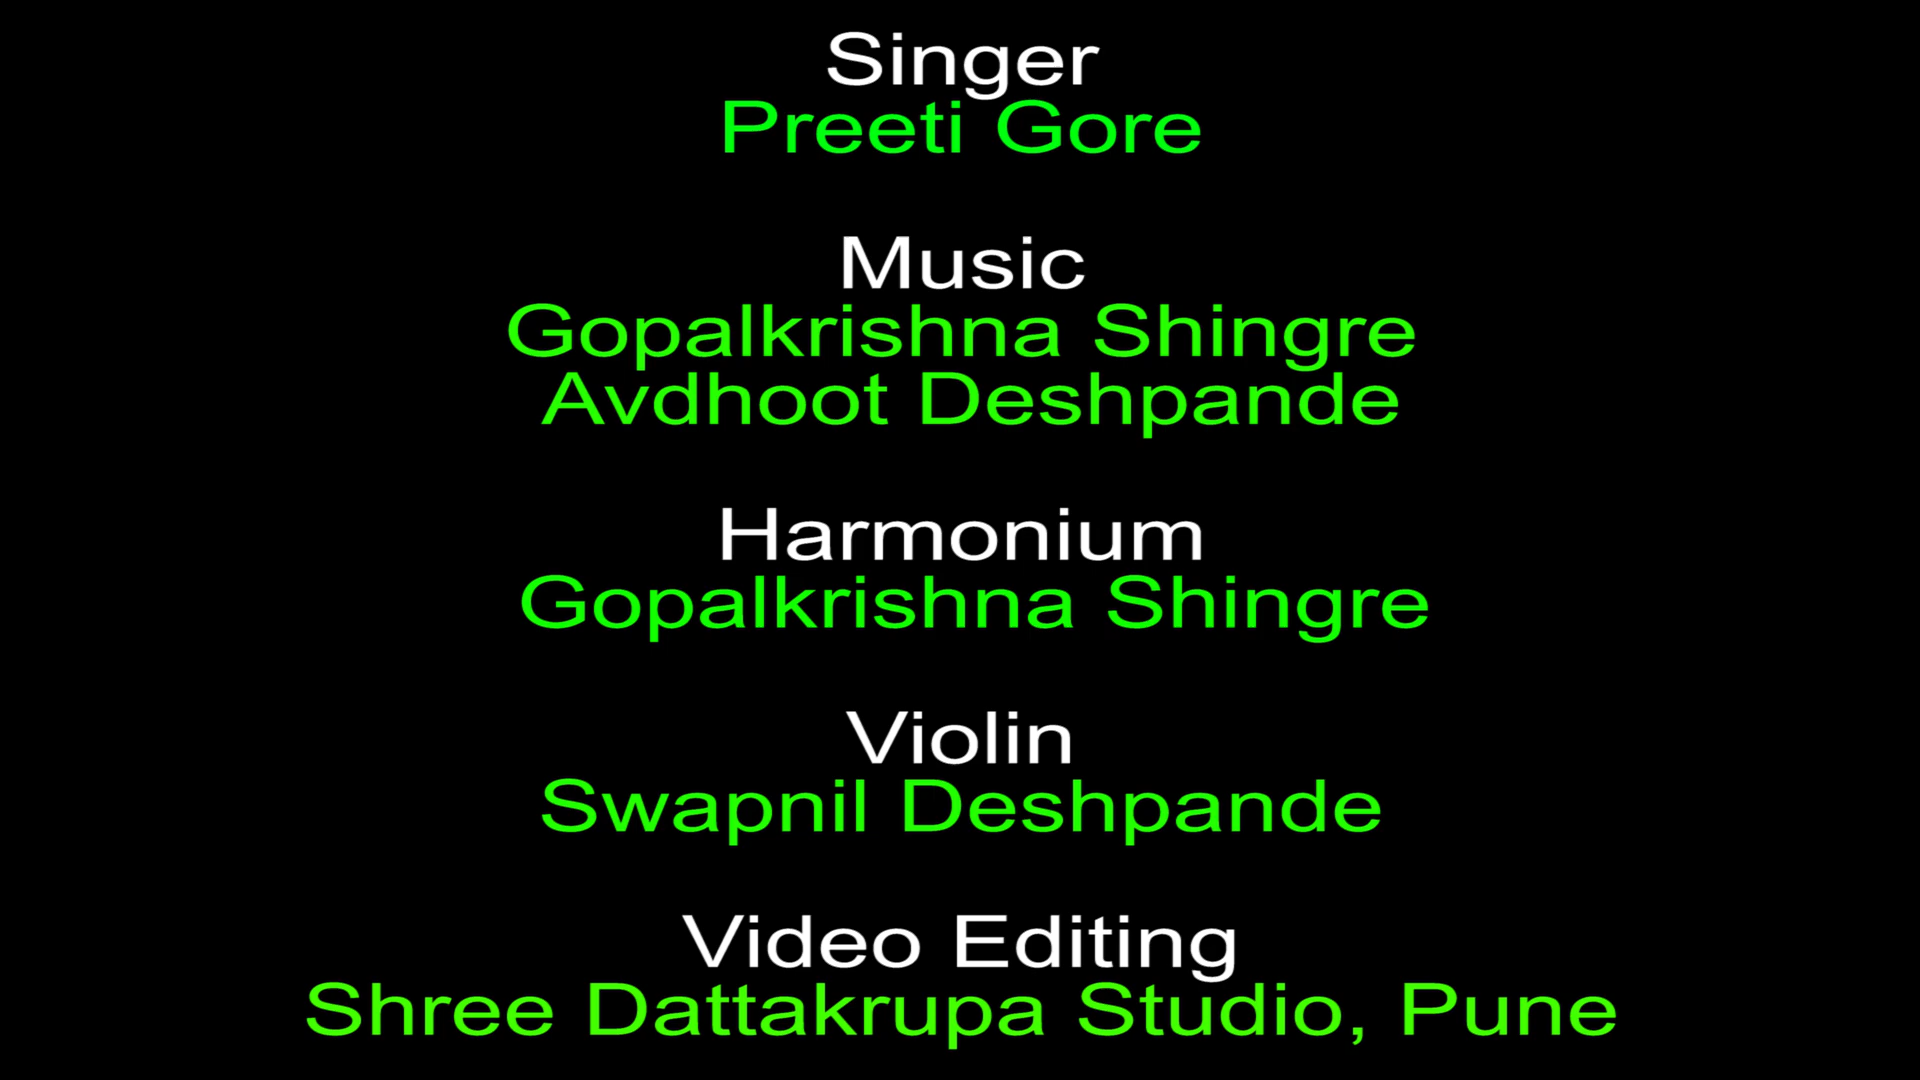 Singer
Preeti Gore
Music
Gopalkrishna Shingre
Avdhoot Deshpande
Harmonium
Gopalkrishna Shingre
Violin
Swapnil Deshpande
Video Editing
Shree Dattakrupa Studio, Pune